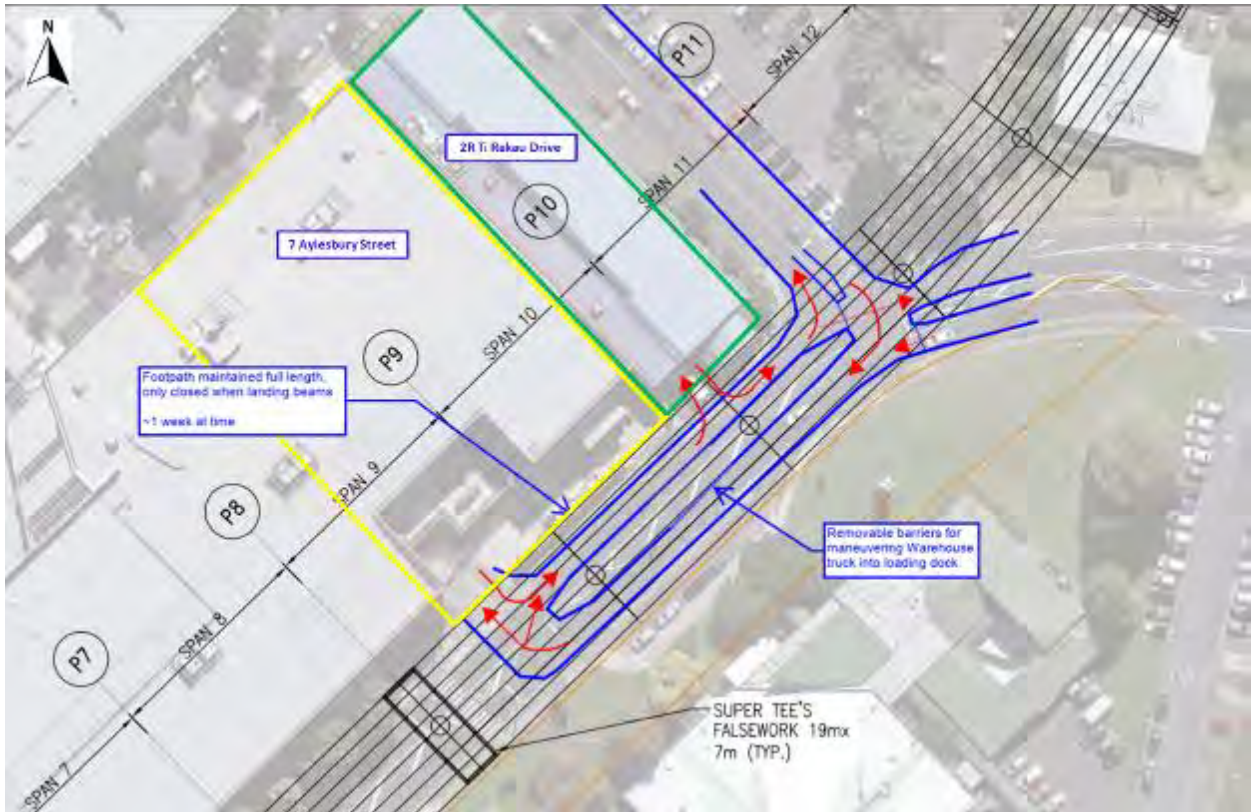 N
P11
SPAN 12
2R Ti Rakau Drive
SPAN 11
P10
7 Aylesbury Street
SPAN 10
P9
Footpath maintained full length,
only closed when landing beams
~1 week at time
SPAN 9
P8
Removable barriers for
maneuvering Warehouse
truck into loading dock
SPAN 8
P7
SUPER TEE'S
FALSEWORK 19mx
7m (TYP.)
SPAN 7